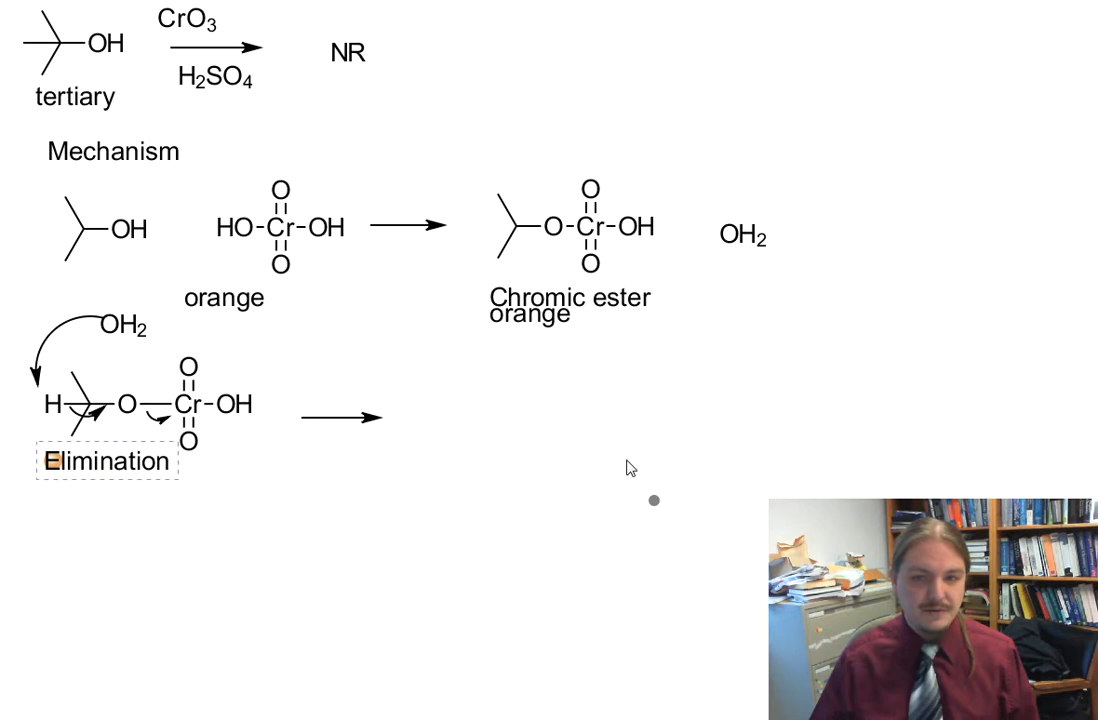 CrO3
OH
H2SO4
NR
tertiary
Mechanism
OH
O
HO-Cr-OH
O
O
O-Cr-OH
O
OH2
orange
Chromic ester
orange
OH2
O
H O Cr-OH
O
Elimination